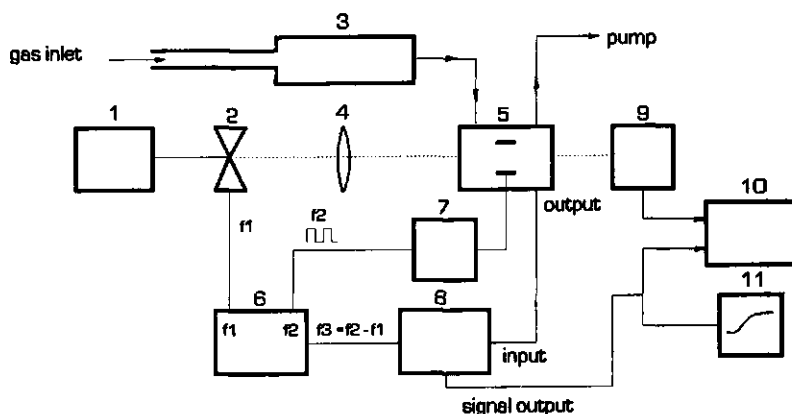 3
gas inlet
pump
1
2
4
5
9
output
10
f1
f2
7
6
8
11
f1
f2
f3 =f2 - f1
input
signal output